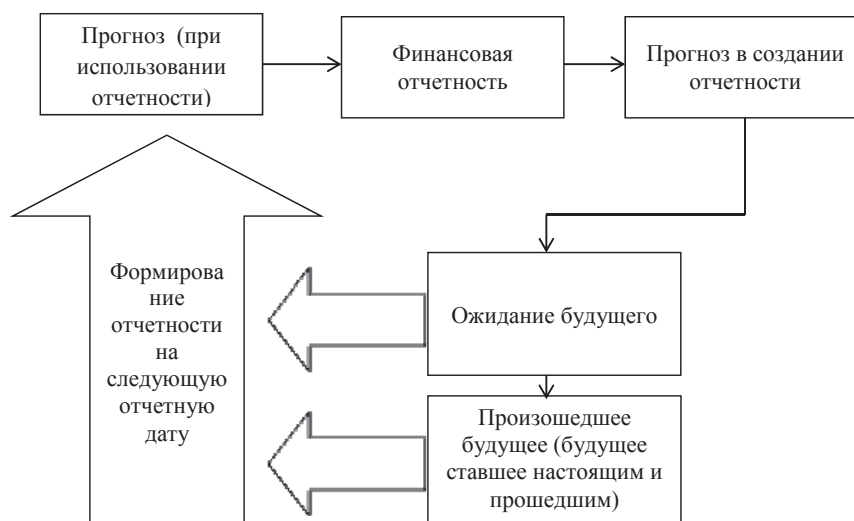 Прогноз (при
использовании
отчетности)
Финансовая
отчетность
Прогноз в создании
отчетности
Формирова
ние
отчетности
на
следующую
отчетную
дату
Ожидание будущего
Произошедшее
будущее (будущее
ставшее настоящим и
прошедшим)